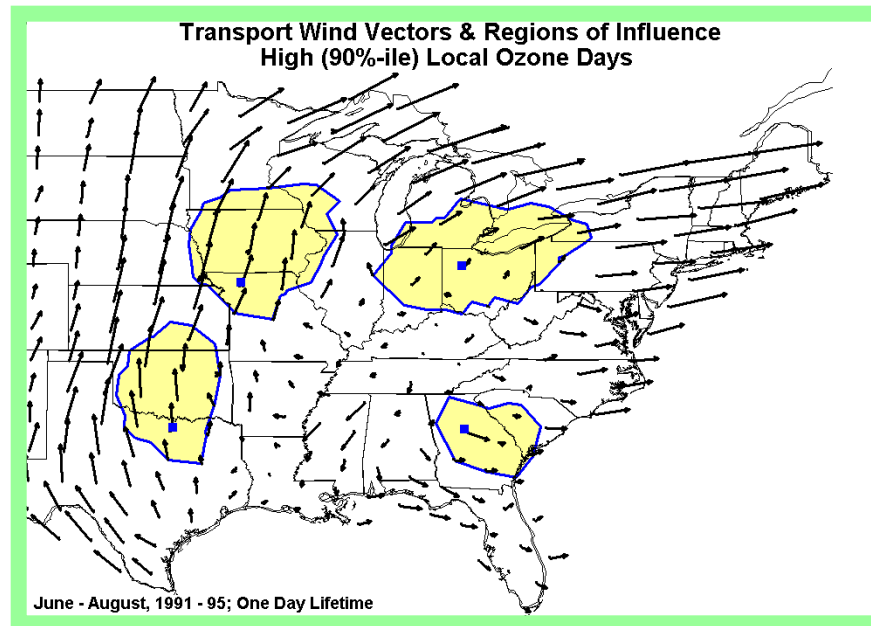 Transport Wind Vectors & Regions of Influence
High (90%-ile) Local Ozone Days
June - August, 1991 - 95; One Day Lifetime